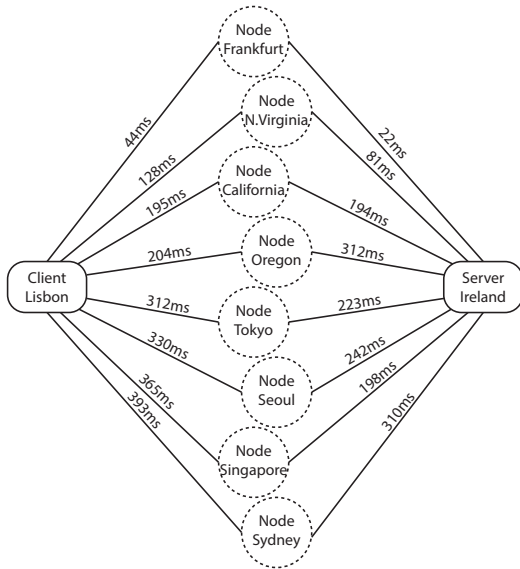 Node
Frankfurt
44ms
22ms
Node
N.Virginia
128ms
81ms
Node
California
195ms
194ms
Node
Oregon
204ms
312ms
Client
Lisbon
Server
Ireland
312ms
223ms
Node
Tokyo
330ms
242ms
Node
Seoul
365ms
198ms
393ms
310ms
Node
Singapore
Node
Sydney